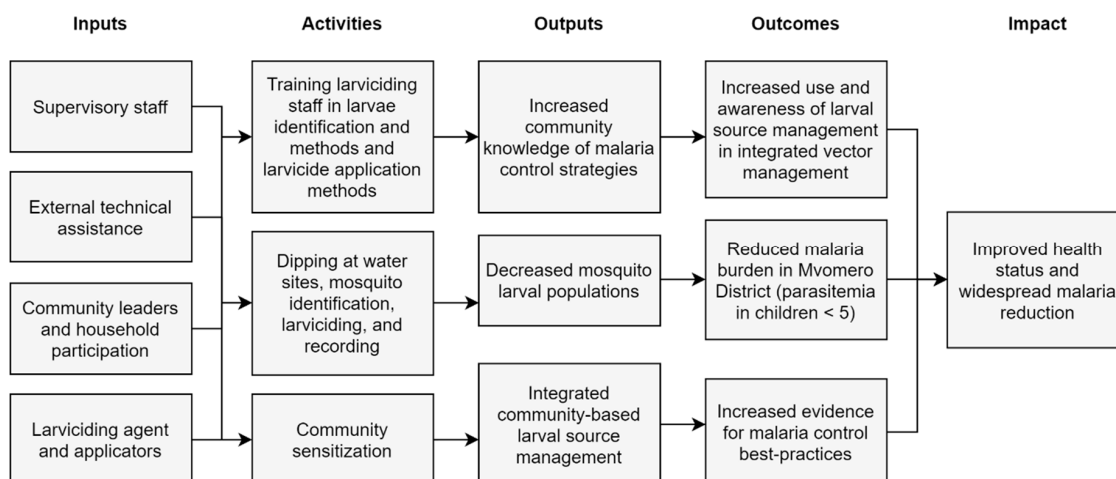 Inputs
Activities
Outputs
Outcomes
Impact
Supervisory staff
External technical
assistance
Community leaders
and household
participation
Larviciding agent
and applicators
Training larviciding
staff in larvae
identification and
methods and
larvicide application
methods
Dipping at water
sites, mosquito
identification,
larviciding, and
recording
Community
sensitization
Increased
community
knowledge of malaria
control strategies
Decreased mosquito
larval populations
Integrated
community-based
larval source
management
Increased use and
awareness of larval
source management
in integrated vector
management
Reduced malaria
burden in Mvomero
District (parasitemia
in children < 5)
Increased evidence
for malaria control
best-practices
Improved health
status and
widespread malaria
reduction